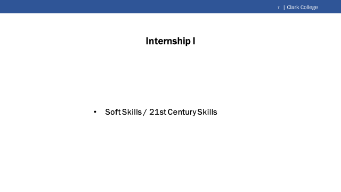 | Clark College
Internship I
• Soft Skills / 21st Century Skills